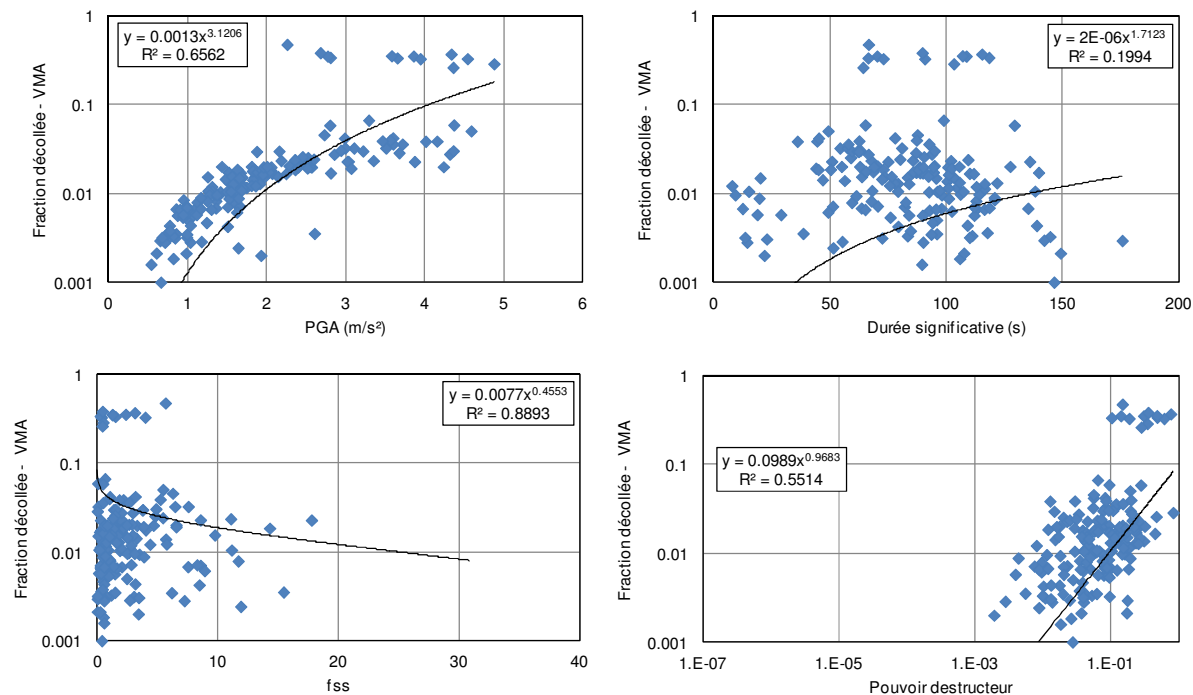 1
0.1
0.01
0.001
Fraction décollée - VMA
y = 0.0013x^3.1206
R² = 0.6562
0 1 2 3 4 5 6
PGA (m/s²)
1
0.1
0.01
0.001
Fraction décollée - VMA
y = 2E-06x^1.7123
R² = 0.1994
0 50 100 150 200
Durée significative (s)
1
0.1
0.01
0.001
Fraction décollée - VMA
y = 0.0077x^0.4553
R² = 0.8893
0 10 20 30 40
fss
1
0.1
0.01
0.001
Fraction décollée - VMA
y = 0.0989x^0.9683
R² = 0.5514
1.E-07 1.E-05 1.E-03 1.E-01
Pouvoir destructeur